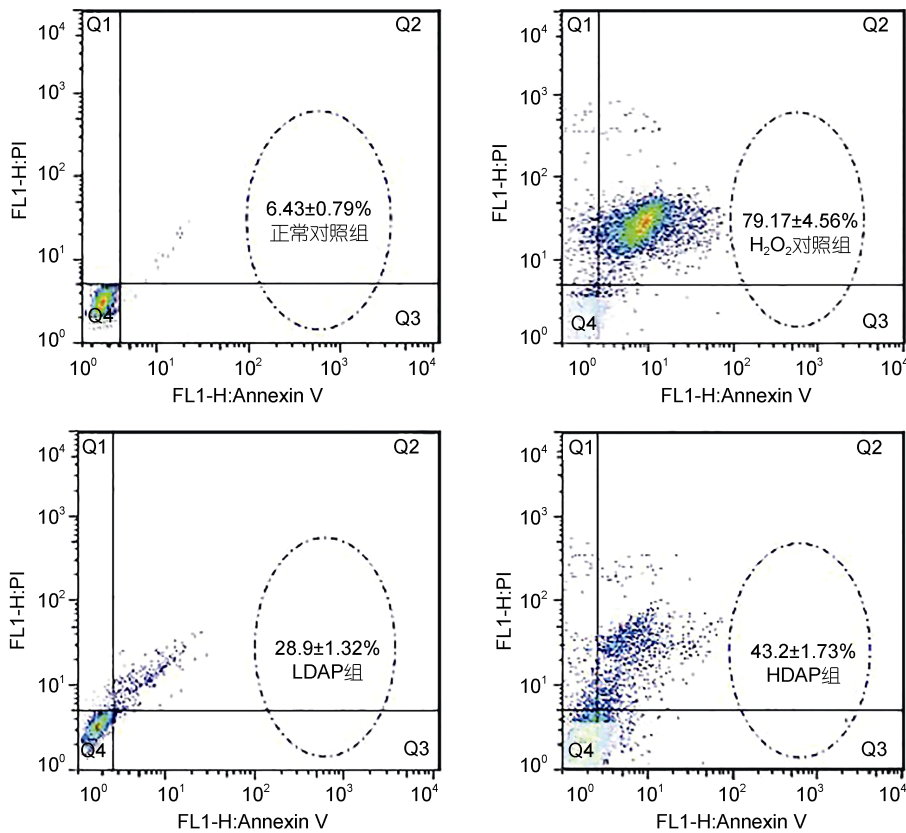 Q1
Q2
10⁴
10³
10²
10¹
10⁰
FL1-H:PI
6.43±0.79%
正常对照组
Q4
Q3
10⁰ 10¹ 10² 10³ 10⁴
FL1-H:Annexin V
Q1
Q2
10⁴
10³
10²
10¹
10⁰
FL1-H:PI
79.17±4.56%
H₂O₂对照组
Q4
Q3
10⁰ 10¹ 10² 10³ 10⁴
FL1-H:Annexin V
Q1
Q2
10⁴
10³
10²
10¹
10⁰
FL1-H:PI
28.9±1.32%
LDAP组
Q4
Q3
10⁰ 10¹ 10² 10³ 10⁴
FL1-H:Annexin V
Q1
Q2
10⁴
10³
10²
10¹
10⁰
FL1-H:PI
43.2±1.73%
HDAP组
Q4
Q3
10⁰ 10¹ 10² 10³ 10⁴
FL1-H:Annexin V